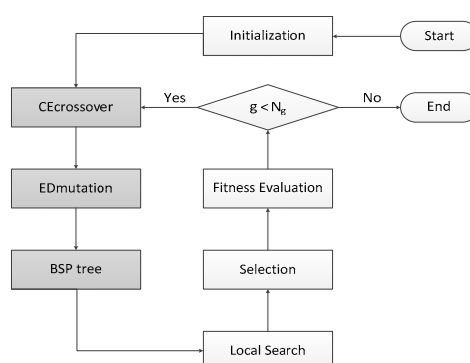 Initialization
Start
CEcrossover
Yes
g < Ng
No
End
EDmutation
Fitness Evaluation
BSP tree
Selection
Local Search